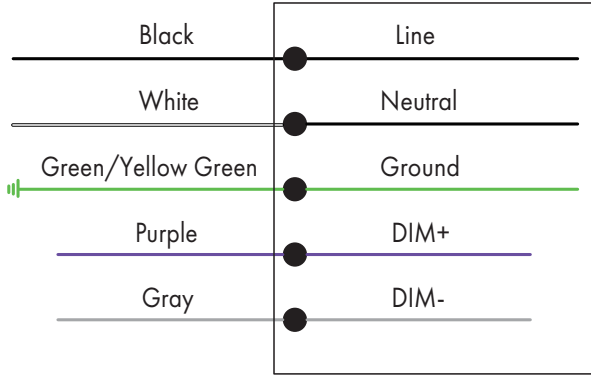 Black Line
White Neutral
Green/Yellow Green Ground
Purple DIM+
Gray DIM-